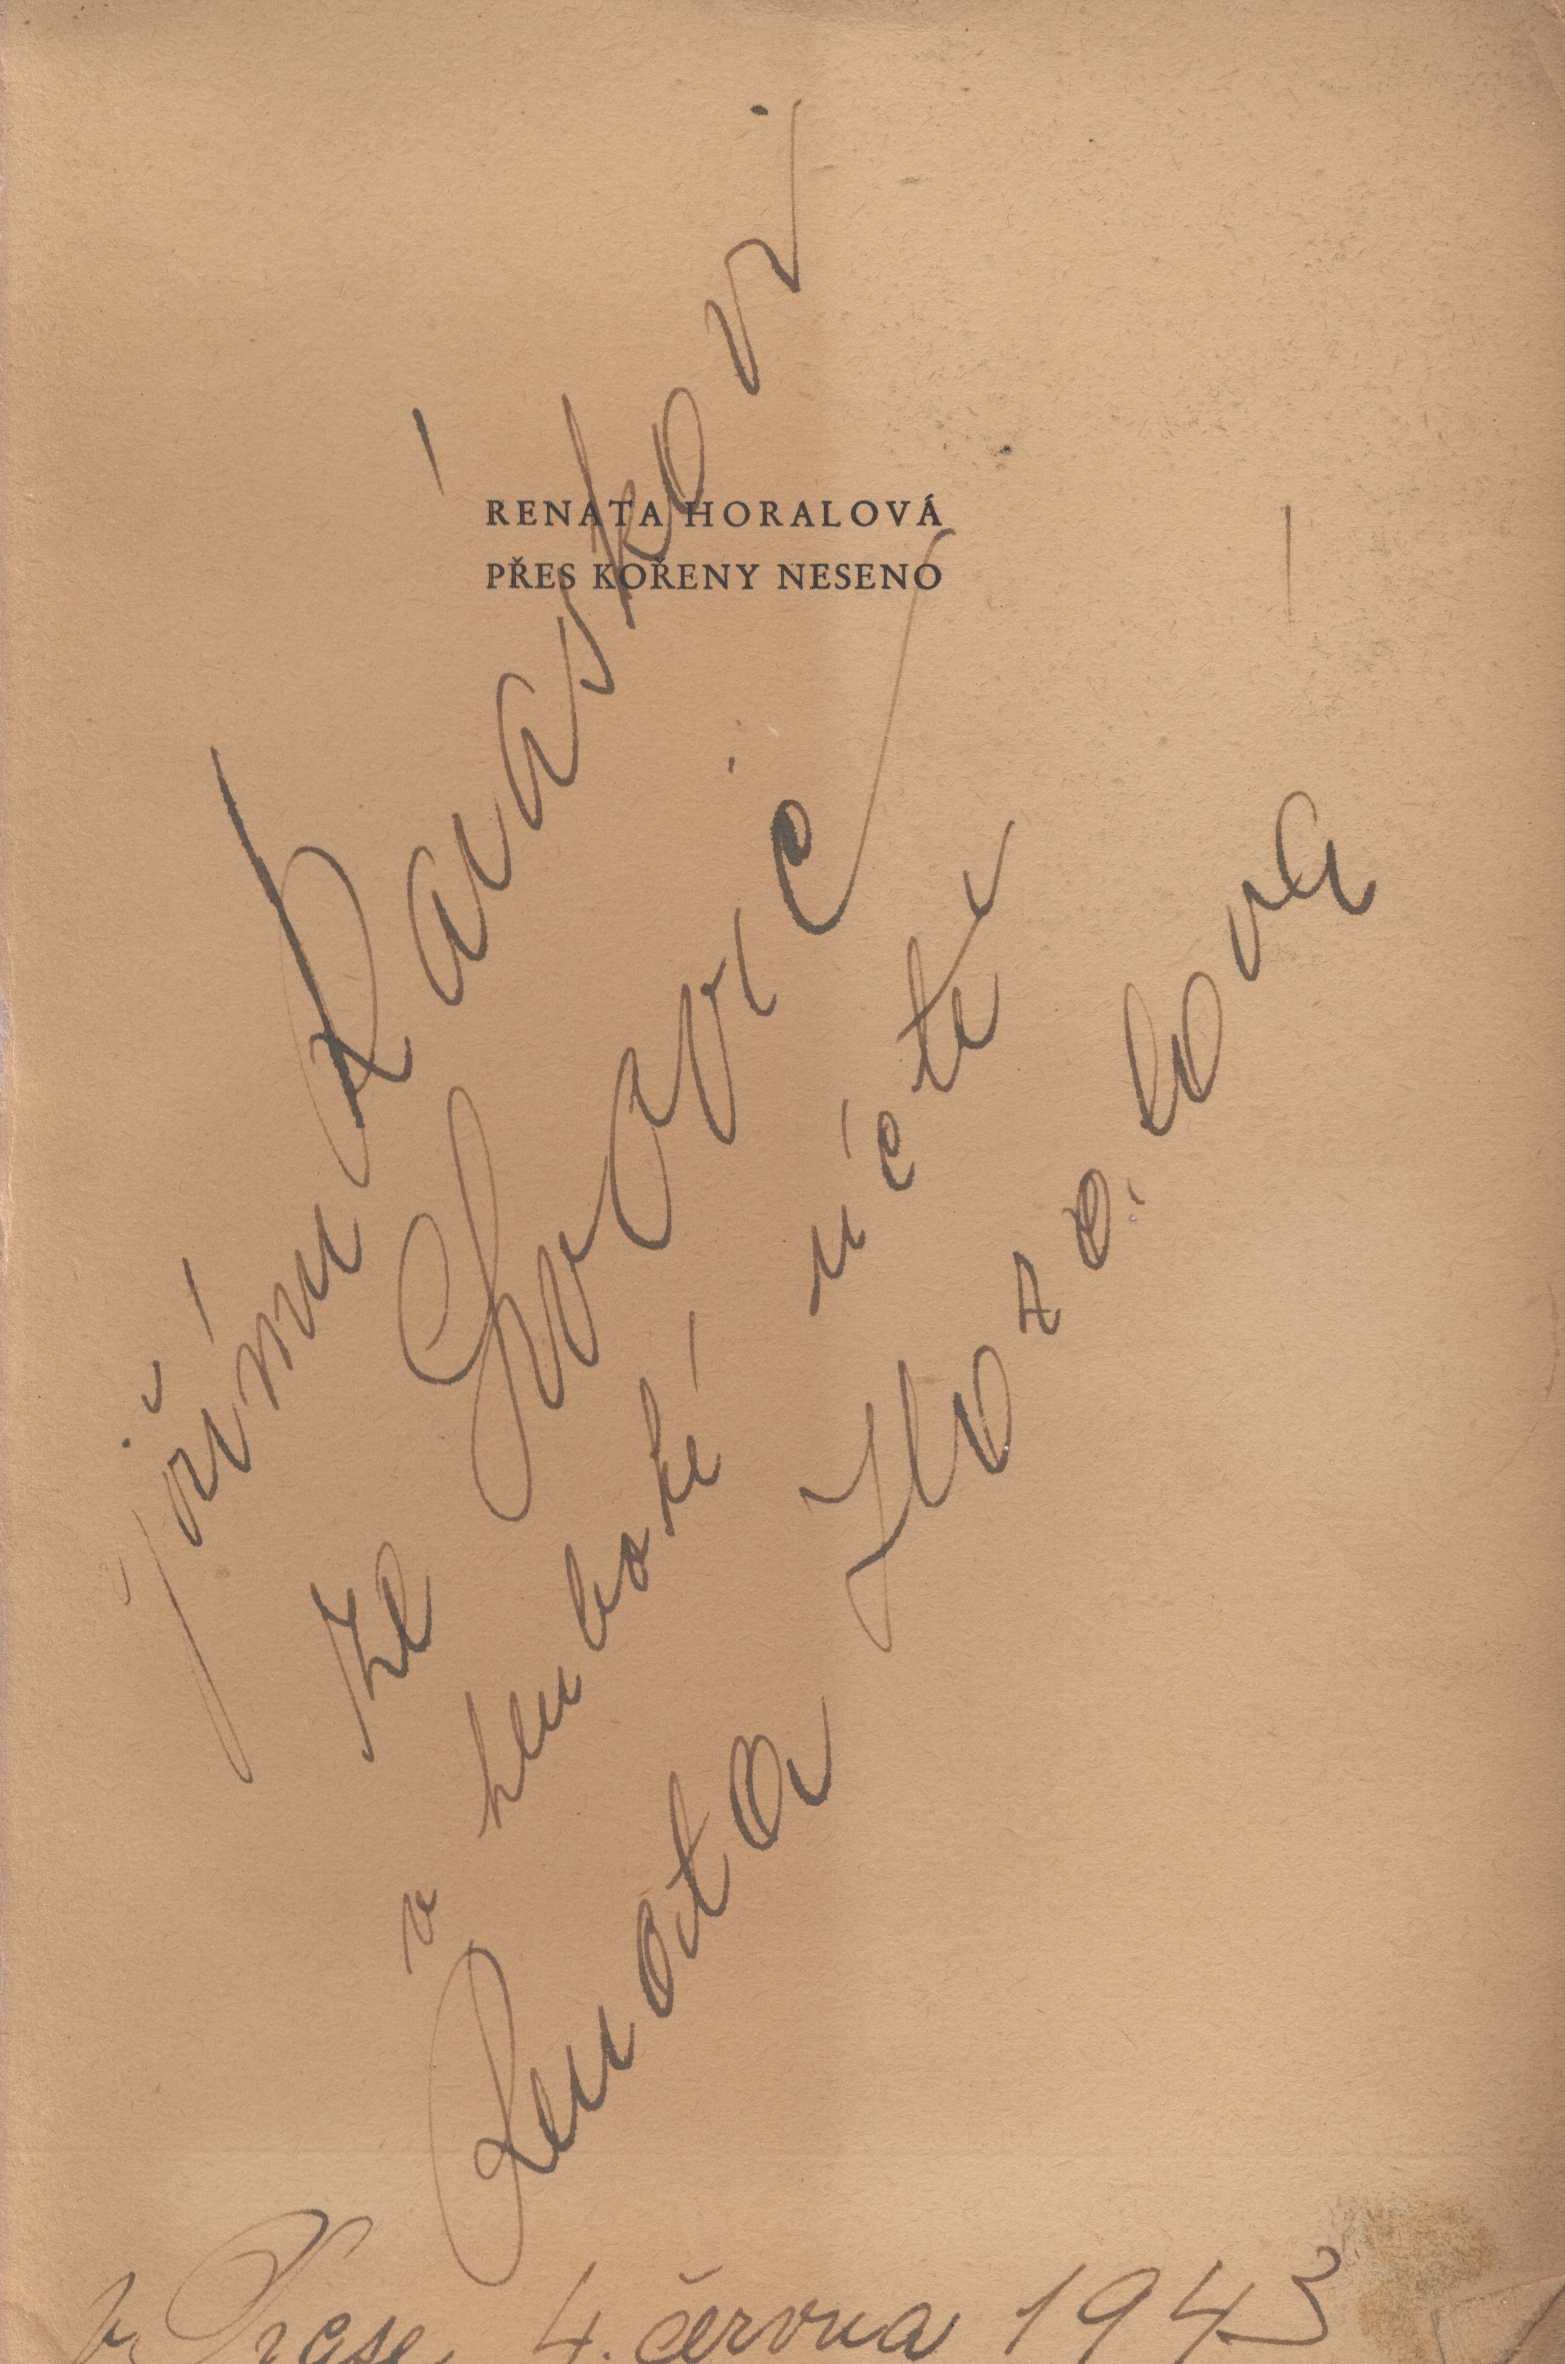 RENATA HORALOVÁ
PŘES KOŘENY NESENO
Jiřímu Karáskovi
ze Lvovic
v hluboké úctě
Renata Horalová
V Praze, 4. června 1943